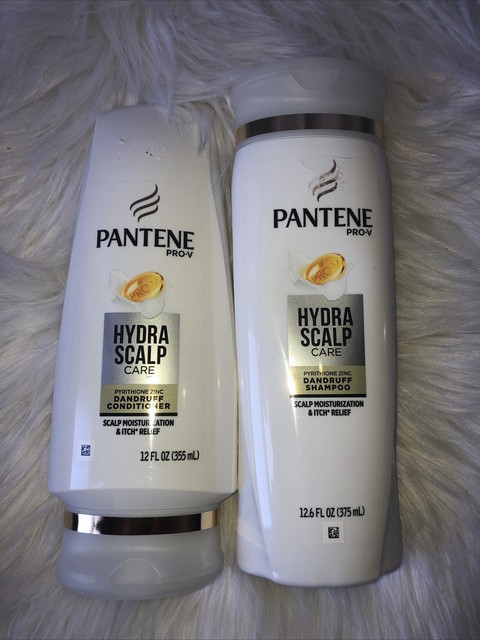 PANTENE
PRO-V
HYDRA
SCALP
CARE
PYRITHIONE ZINC
DANDRUFF
CONDITIONER
SCALP MOISTURIZATION
& ITCH* RELIEF
12 FL OZ (355 mL)
PANTENE
PRO-V
PRO-V
HYDRA
SCALP
CARE
PYRITHIONE ZINC
DANDRUFF
SHAMPOO
SCALP MOISTURIZATION
& ITCH* RELIEF
12.6 FL OZ (375 mL)